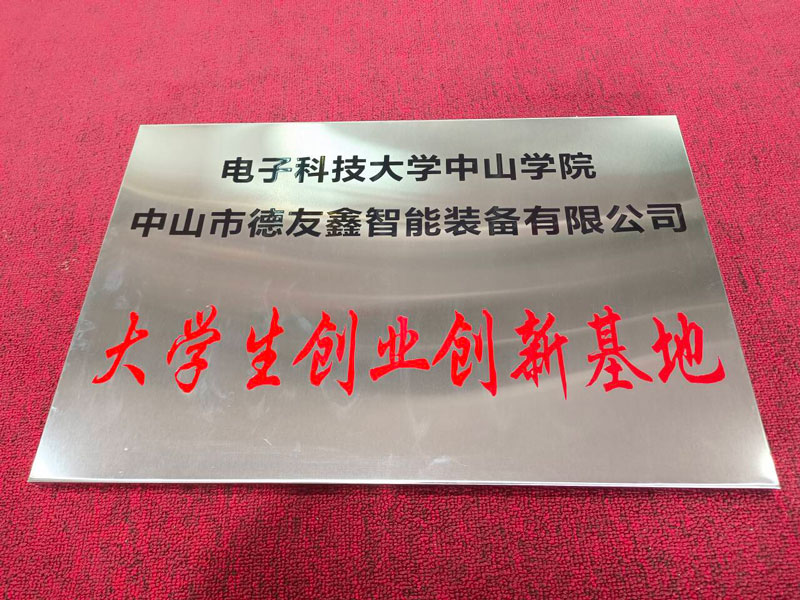 电子科技大学中山学院
中山市德友鑫智能装备有限公司
大学生创业创新基地